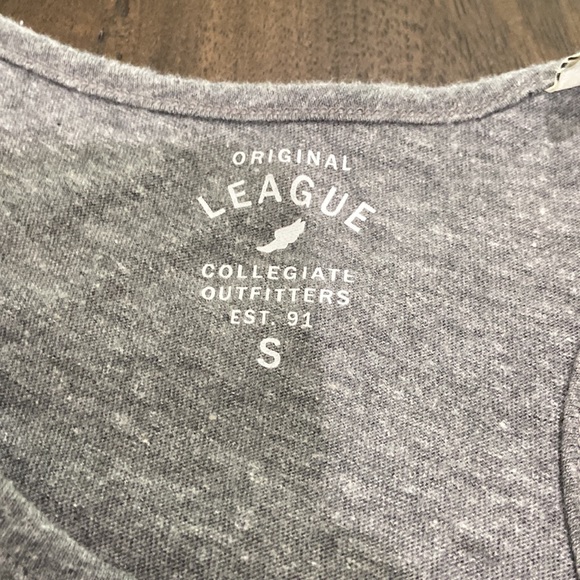 ORIGINAL
LEAGUE
COLLEGIATE
OUTFITTERS
EST. 91
S